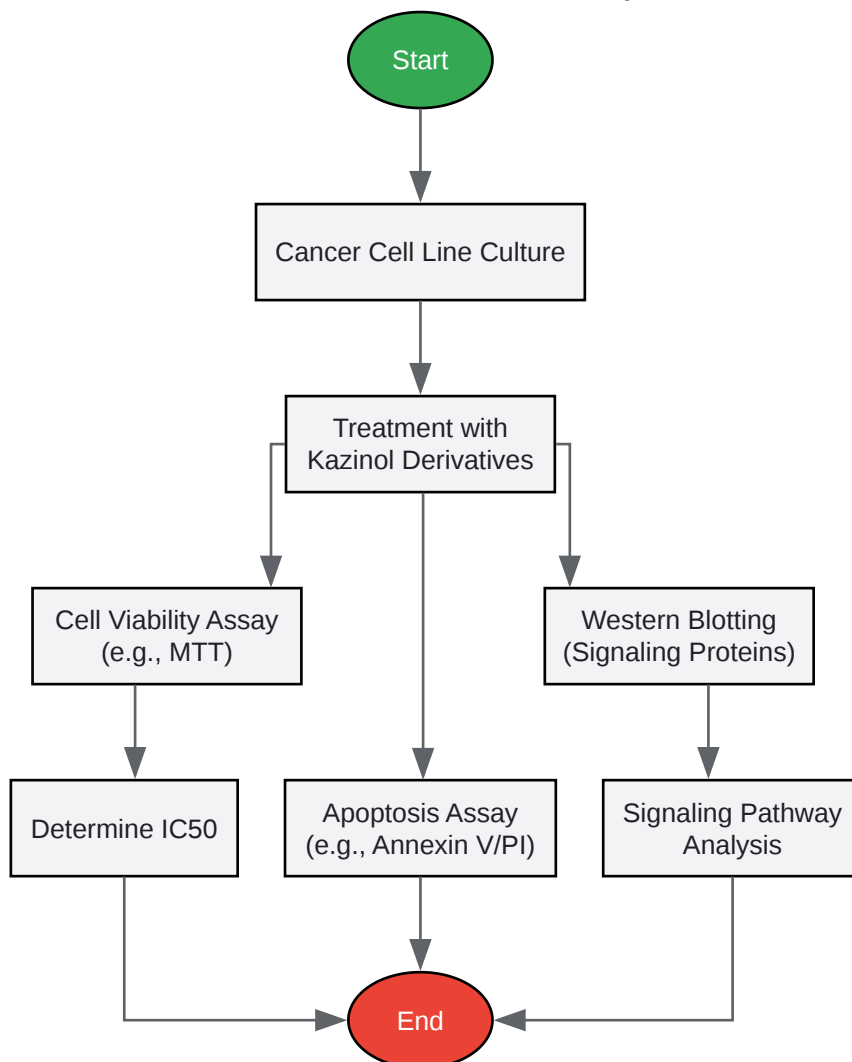 Start
Cancer Cell Line Culture
Treatment with
Kazinol Derivatives
Cell Viability Assay
(e.g., MTT)
Western Blotting
(Signaling Proteins)
Determine IC50
Apoptosis Assay
(e.g., Annexin V/PI)
Signaling Pathway
Analysis
End